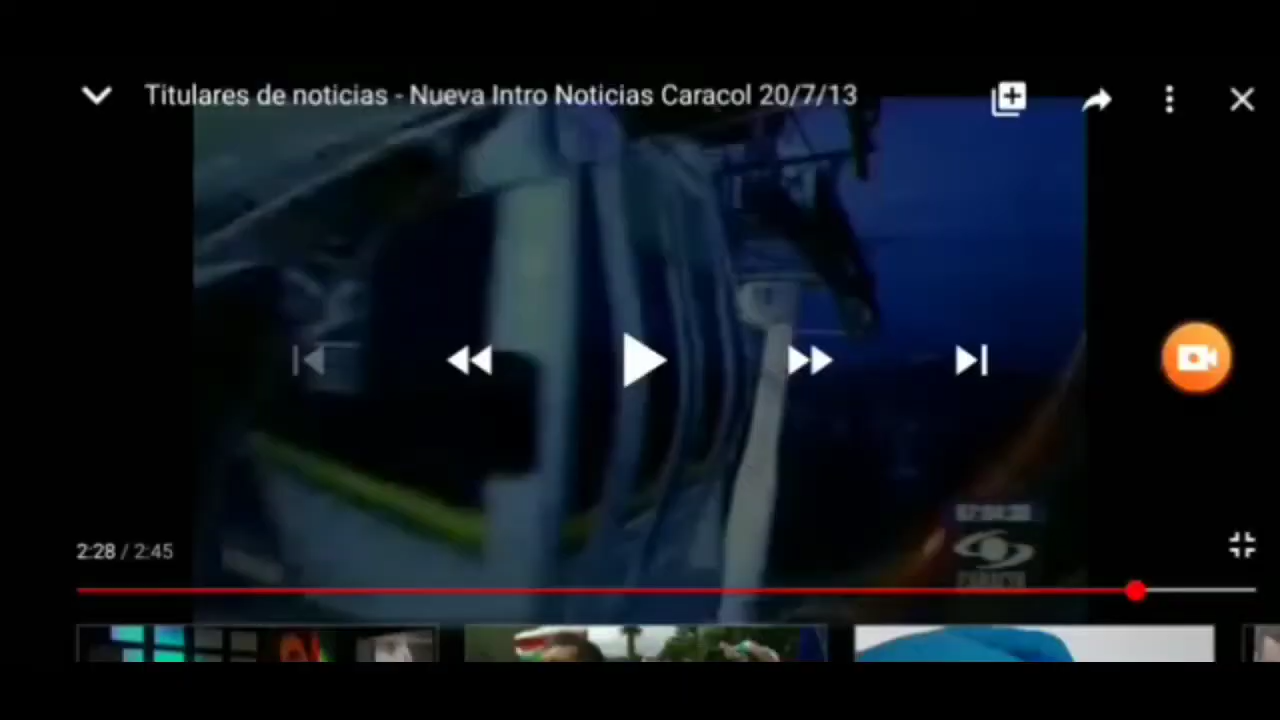 Titulares de noticias - Nueva Intro Noticias Caracol 20/7/13
2:28 / 2:45